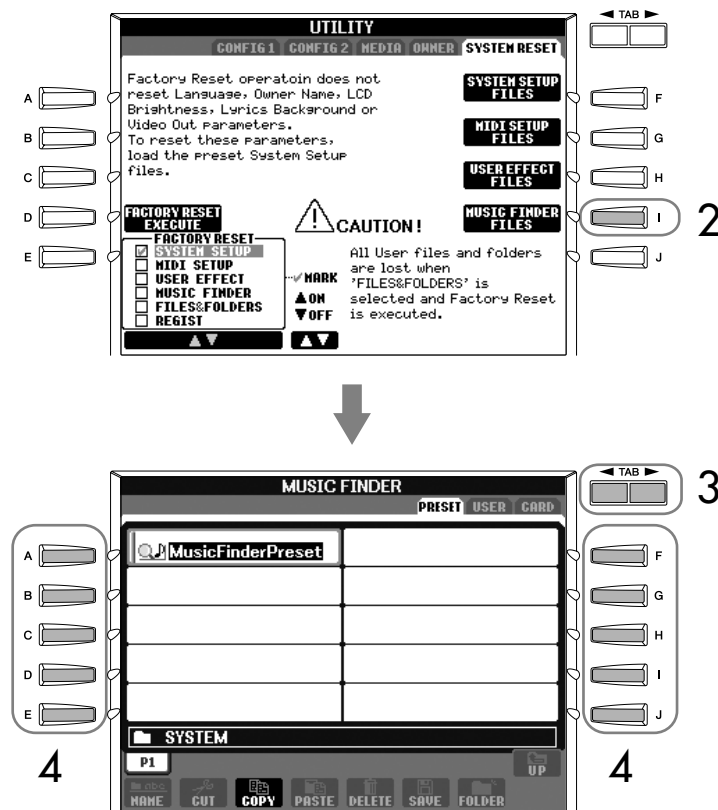 ◄ TAB ►
UTILITY
CONFIG 1 CONFIG 2 MEDIA OWNER SYSTEM RESET
Factory Reset operatoin does not
reset Language, Owner Name, LCD
Brightness, Lyrics Background or
Video Out parameters.
To reset these parameters,
load the preset System Setup
files.
SYSTEM SETUP
FILES
MIDI SETUP
FILES
USER EFFECT
FILES
MUSIC FINDER
FILES
A
B
C
D
E
F
G
H
I
J
2
FACTORY RESET
EXECUTE
FACTORY RESET
SYSTEM SETUP
MIDI SETUP
USER EFFECT
MUSIC FINDER
FILES&FOLDERS
REGIST
✓MARK
▲ON
▼OFF
▲▼
▲▼
! CAUTION!
All User files and folders
are lost when
'FILES&FOLDERS' is
selected and Factory Reset
is executed.
◄ TAB ►
3
MUSIC FINDER
PRESET USER CARD
MusicFinderPreset
A
B
C
D
E
F
G
H
I
J
4
4
SYSTEM
P1
UP
abc
NAME CUT COPY PASTE DELETE SAVE FOLDER